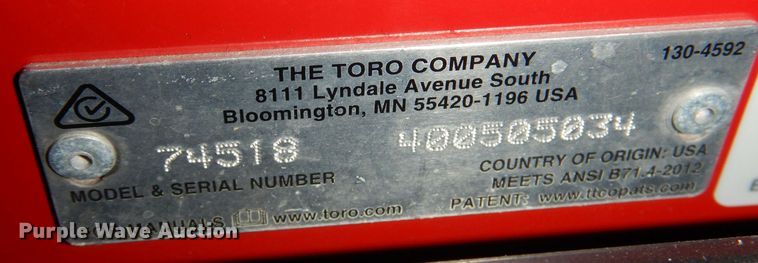 THE TORO COMPANY
130-4592
8111 Lyndale Avenue South
Bloomington, MN 55420-1196 USA
74518 400505034
MODEL & SERIAL NUMBER
COUNTRY OF ORIGIN: USA
MEETS ANSI B71.4-2012
PATENT: www.ttcopats.com
MANUALS www.toro.com
Purple Wave Auction